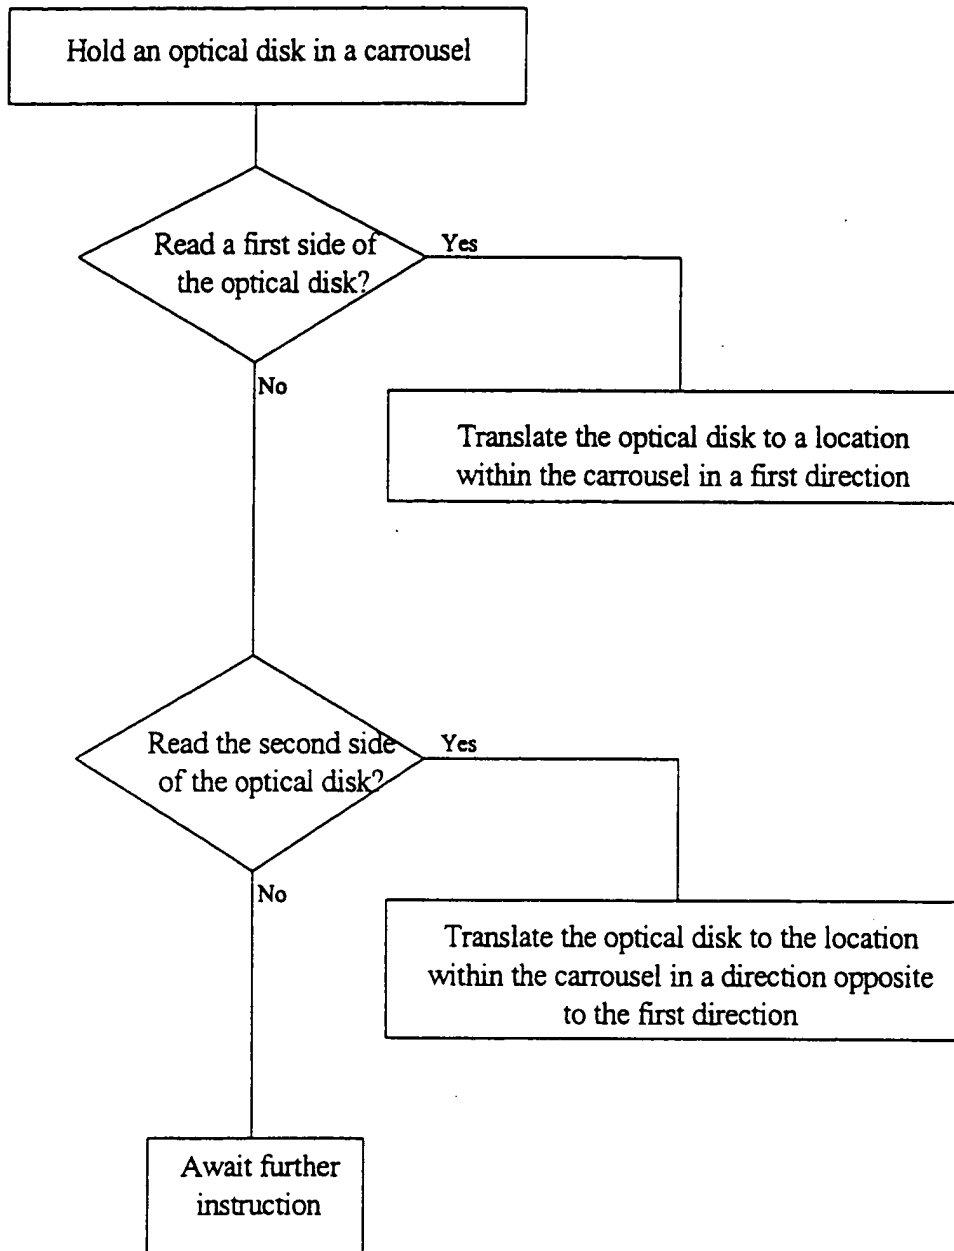 Hold an optical disk in a carrousel
Read a first side of
the optical disk?
Yes
No
Translate the optical disk to a location
within the carrousel in a first direction
Read the second side
of the optical disk?
Yes
No
Translate the optical disk to the location
within the carrousel in a direction opposite
to the first direction
Await further
instruction